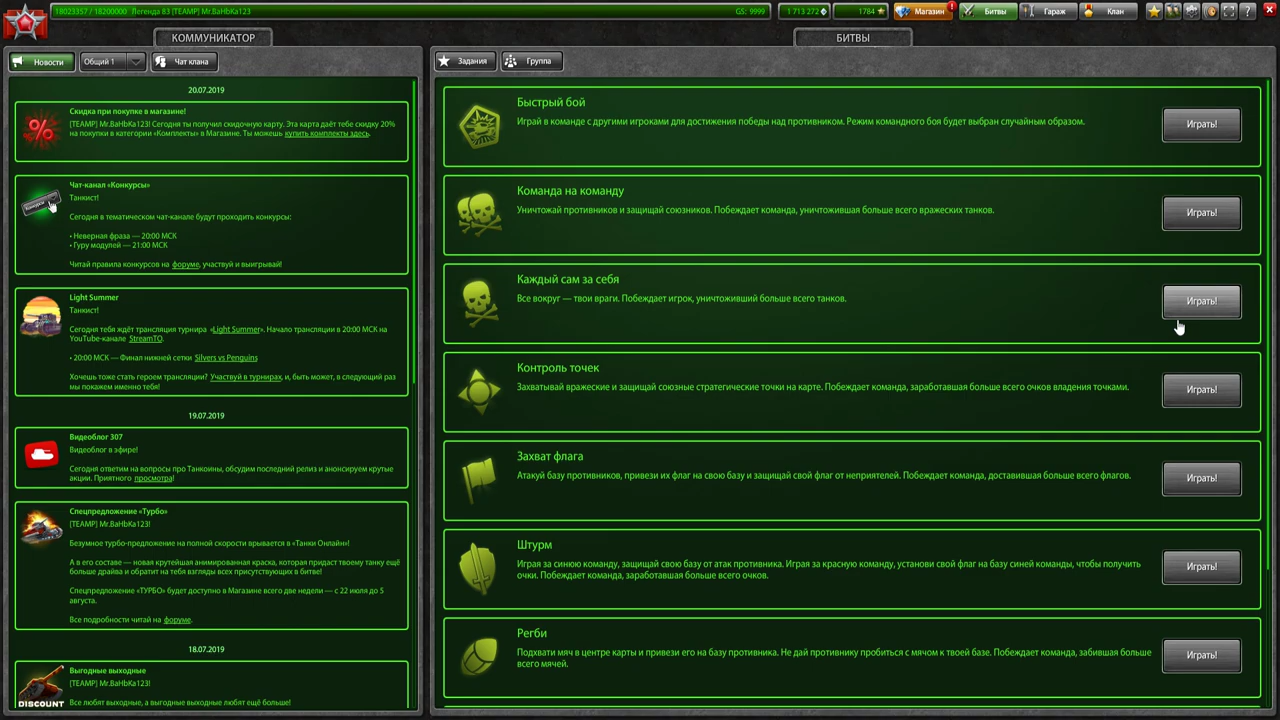 18023357 / 18200000 Легенда 83 [TEAMP] Mr.BaHbKa123
GS: 9999
1 713 272
1784
Магазин
Битвы
Гараж
Клан
?
КОММУНИКАТОР
БИТВЫ
Новости
Общий 1
Чат клана
Задания
Группа
20.07.2019
Скидка при покупке в магазине!
[TEAMP] Mr.BaHbKa123! Сегодня ты получил скидочную карту. Эта карта даёт тебе скидку 20%
на покупки в категории «Комплекты» в Магазине. Ты можешь купить комплекты здесь.
Чат-канал «Конкурсы»
Танкист!
Сегодня в тематическом чат-канале будут проходить конкурсы:
• Неверная фраза — 20:00 МСК
• Гуру модулей — 21:00 МСК
Читай правила конкурсов на форуме, участвуй и выигрывай!
Light Summer
Танкист!
Сегодня тебя ждёт трансляция турнира «Light Summer». Начало трансляции в 20:00 МСК на
YouTube-канале StreamTO.
• 20:00 МСК — Финал нижней сетки Silvers vs Penguins
Хочешь тоже стать героем трансляции? Участвуй в турнирах, и, быть может, в следующий раз
мы покажем именно тебя!
19.07.2019
Видеоблог 307
Видеоблог в эфире!
Сегодня ответим на вопросы про Танкоины, обсудим последний релиз и анонсируем крутые
акции. Приятного просмотра!
Спецпредложение «Турбо»
[TEAMP] Mr.BaHbKa123!
Безумное турбо-предложение на полной скорости врывается в «Танки Онлайн»!
А в его составе — новая крутейшая анимированная краска, которая придаст твоему танку ещё
больше драйва и обратит на тебя взгляды всех присутствующих в битве!
Спецпредложение «ТУРБО» будет доступно в Магазине всего две недели — с 22 июля до 5
августа.
Все подробности читай на форуме.
18.07.2019
Выгодные выходные
[TEAMP] Mr.BaHbKa123!
Все любят выходные, а выгодные выходные любят ещё больше!
DISCOUNT
Быстрый бой
Играй в команде с другими игроками для достижения победы над противником. Режим командного боя будет выбран случайным образом.
Играть!
Команда на команду
Уничтожай противников и защищай союзников. Побеждает команда, уничтожившая больше всего вражеских танков.
Играть!
Каждый сам за себя
Все вокруг — твои враги. Побеждает игрок, уничтоживший больше всего танков.
Играть!
Контроль точек
Захватывай вражеские и защищай союзные стратегические точки на карте. Побеждает команда, заработавшая больше всего очков владения точками.
Играть!
Захват флага
Атакуй базу противников, привези их флаг на свою базу и защищай свой флаг от неприятелей. Побеждает команда, доставившая больше всего флагов.
Играть!
Штурм
Играя за синюю команду, защищай свою базу от атак противника. Играя за красную команду, установи свой флаг на базу синей команды, чтобы получить
очки. Побеждает команда, заработавшая больше всего очков.
Играть!
Регби
Подхвати мяч в центре карты и привези его на базу противника. Не дай противнику пробиться с мячом к твоей базе. Побеждает команда, забившая больше
всего мячей.
Играть!